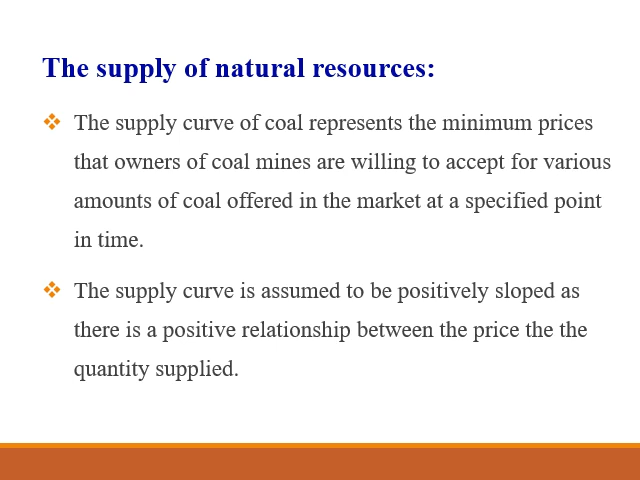 The supply of natural resources:
The supply curve of coal represents the minimum prices
that owners of coal mines are willing to accept for various
amounts of coal offered in the market at a specified point
in time.
The supply curve is assumed to be positively sloped as
there is a positive relationship between the price the the
quantity supplied.